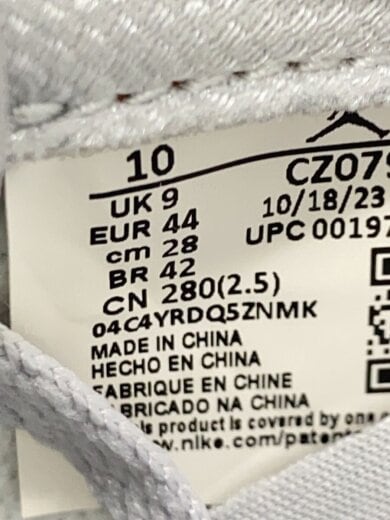 10 CZ079
UK 9 10/18/23
EUR 44 UPC 00197
cm 28
BR 42
CN 280(2.5)
04C4YRDQ5ZNMK
MADE IN CHINA
HECHO EN CHINA
FABRIQUE EN CHINE
ABRICADO NA CHINA
is product is covered by one
w.nike.com/patent